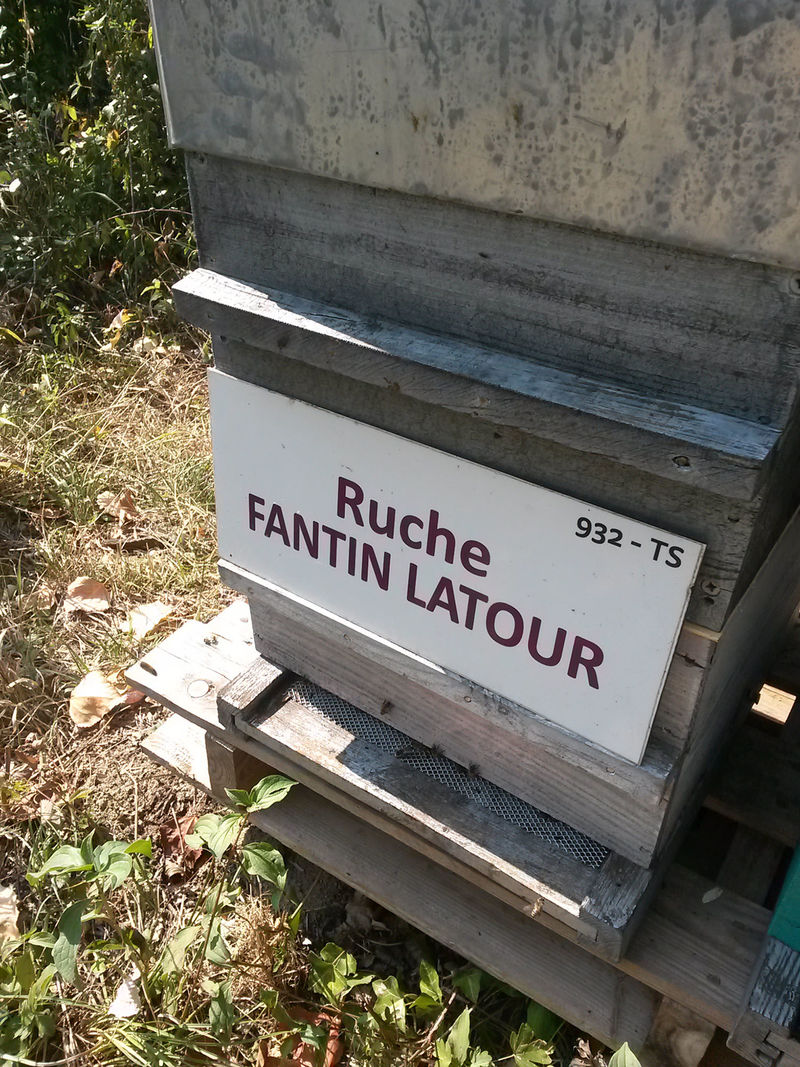 Ruche
FANTIN LATOUR
932 - TS